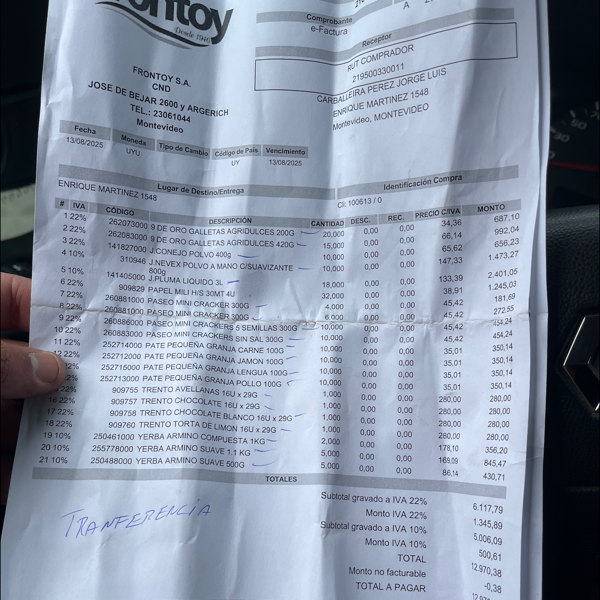 rontoy
Desde 1946
Comprobante
e-Factura
A
Receptor
RUT COMPRADOR
219500330011
CARBALLEIRA PEREZ JORGE LUIS
ENRIQUE MARTINEZ 1548
Montevideo, MONTEVIDEO
FRONTOY S.A.
CND
JOSE DE BEJAR 2600 y ARGERICH
TEL.: 23061044
Montevideo
Fecha Moneda Tipo de Cambio Código de País Vencimiento
13/08/2025 UYU UY 13/08/2025
Lugar de Destino/Entrega Identificación Compra
ENRIQUE MARTINEZ 1548 CI: 100613 / 0
# IVA CÓDIGO DESCRIPCIÓN CANTIDAD DESC. REC. PRECIO C/IVA MONTO
1 22% 262073000 9 DE ORO GALLETAS AGRIDULCES 200G 20,000 0,00 0,00 34,36 687,10
2 22% 262083000 9 DE ORO GALLETAS AGRIDULCES 420G 15,000 0,00 0,00 66,14 992,04
3 22% 141827000 J.CONEJO POLVO 400g 10,000 0,00 0,00 65,62 656,23
4 10% 310946 J.NEVEX POLVO A MANO C/SUAVIZANTE 800g 10,000 0,00 0,00 147,33 1.473,27
5 10% 141405000 J.PLUMA LIQUIDO 3L 18,000 0,00 0,00 133,39 2.401,05
6 22% 909829 PAPEL MILI H/S 30MT 4U 32,000 0,00 0,00 38,91 1.245,03
7 22% 260881000 PASEO MINI CRACKER 300G 4,000 0,00 0,00 45,42 181,69
8 22% 260881000 PASEO MINI CRACKER 300G 6,000 0,00 0,00 45,42 272,55
9 22% 260886000 PASEO MINI CRACKERS 5 SEMILLAS 300G 10,000 0,00 0,00 45,42 454,24
10 22% 260883000 PASEO MINI CRACKERS SIN SAL 300G 10,000 0,00 0,00 45,42 454,24
11 22% 252714000 PATE PEQUEÑA GRANJA CARNE 100G 10,000 0,00 0,00 35,01 350,14
12 22% 252712000 PATE PEQUEÑA GRANJA JAMON 100G 10,000 0,00 0,00 35,01 350,14
22% 252715000 PATE PEQUEÑA GRANJA LENGUA 100G 10,000 0,00 0,00 35,01 350,14
252713000 PATE PEQUEÑA GRANJA POLLO 100G 10,000 0,00 0,00 35,01 350,14
22% 909755 TRENTO AVELLANAS 16U x 29G 1,000 0,00 0,00 280,00 280,00
22% 909757 TRENTO CHOCOLATE 16U x 29G 1,000 0,00 0,00 280,00 280,00
17 22% 909758 TRENTO CHOCOLATE BLANCO 16U x 29G 1,000 0,00 0,00 280,00 280,00
18 22% 909760 TRENTO TORTA DE LIMON 16U x 29G 1,000 0,00 0,00 280,00 280,00
19 10% 250461000 YERBA ARMINO COMPUESTA 1KG 2,000 0,00 0,00 178,10 356,20
20 10% 255778000 YERBA ARMINO SUAVE 1.1 KG 5,000 0,00 0,00 169,09 845,47
21 10% 250488000 YERBA ARMINO SUAVE 500G 5,000 0,00 0,00 86,14 430,71
TOTALES
Subtotal gravado a IVA 22% 6.117,79
Monto IVA 22% 1.345,89
Subtotal gravado a IVA 10% 5.006,09
Monto IVA 10% 500,61
TOTAL 12.970,38
Monto no facturable -0,38
TOTAL A PAGAR
TRANFERENCIA